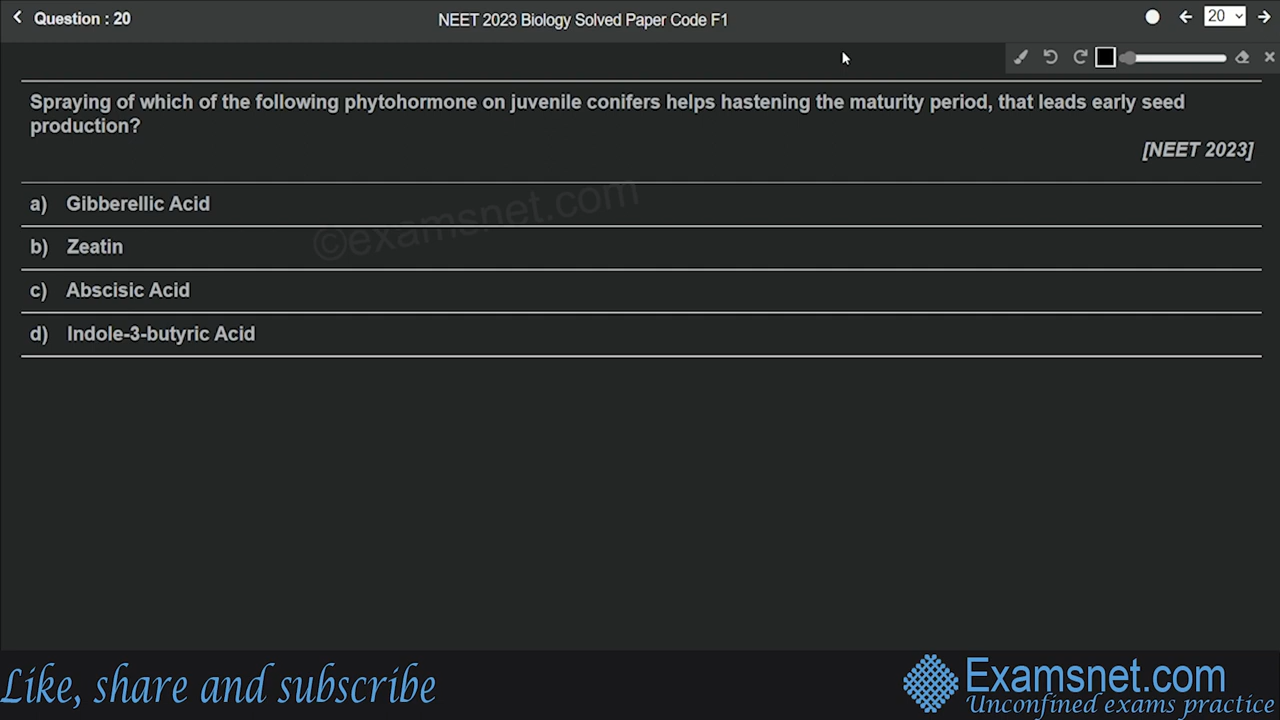 Question : 20
NEET 2023 Biology Solved Paper Code F1
20
Spraying of which of the following phytohormone on juvenile conifers helps hastening the maturity period, that leads early seed
production?
[NEET 2023]
a) Gibberellic Acid
b) Zeatin
c) Abscisic Acid
d) Indole-3-butyric Acid
©examsnet.com
Like, share and subscribe
Examsnet.com
Unconfined exams practice